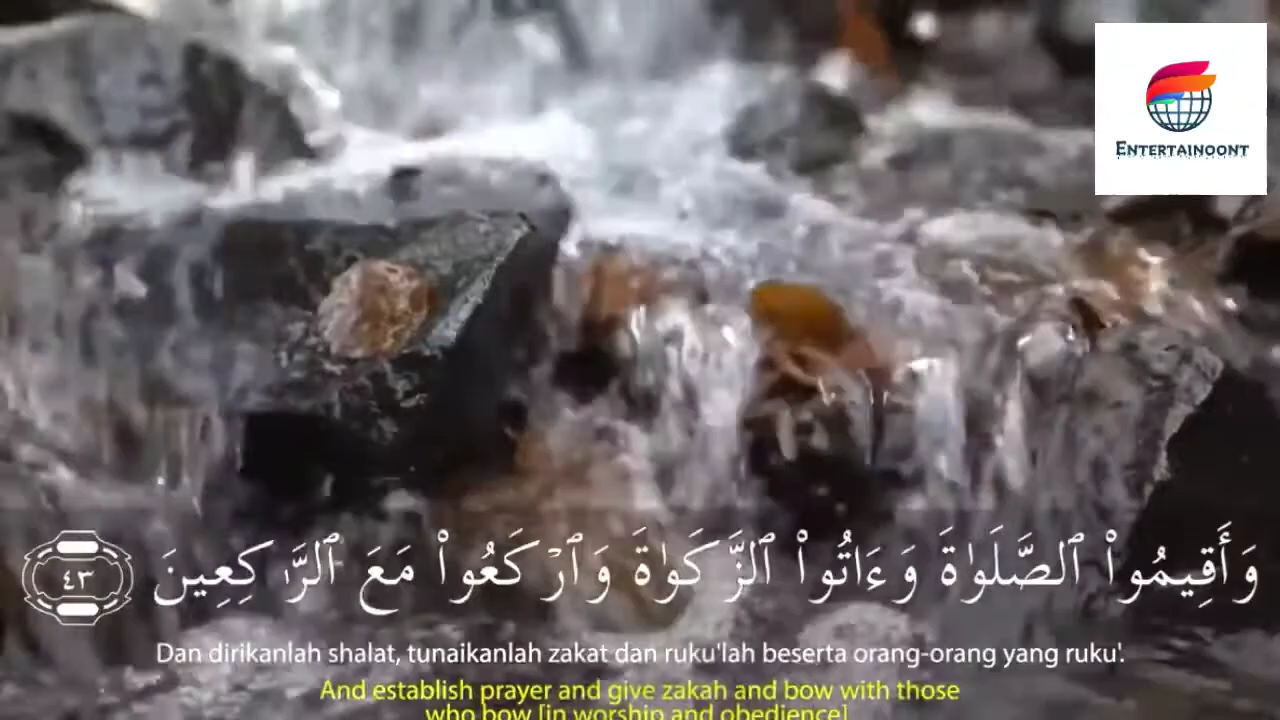 ENTERTAINOONT
وَأَقِيمُوا۟ ٱلصَّلَوٰةَ وَءَاتُوا۟ ٱلزَّكَوٰةَ وَٱرْكَعُوا۟ مَعَ ٱلرَّٰكِعِينَ ٤٣
Dan dirikanlah shalat, tunaikanlah zakat dan ruku'lah beserta orang-orang yang ruku'.
And establish prayer and give zakah and bow with those
who bow [in worship and obedience]